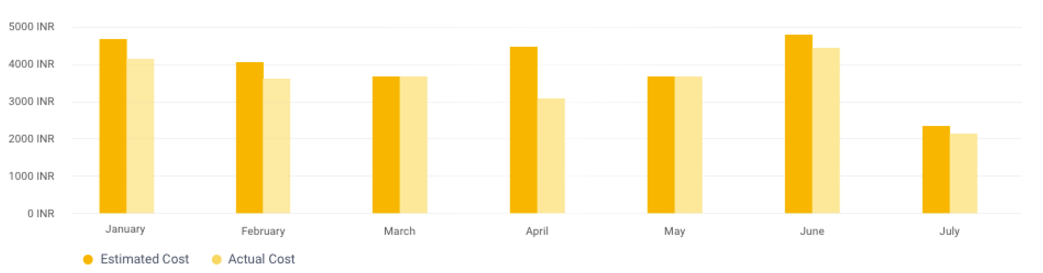 5000 INR
4000 INR
3000 INR
2000 INR
1000 INR
0 INR
January February March April May June July
Estimated Cost Actual Cost